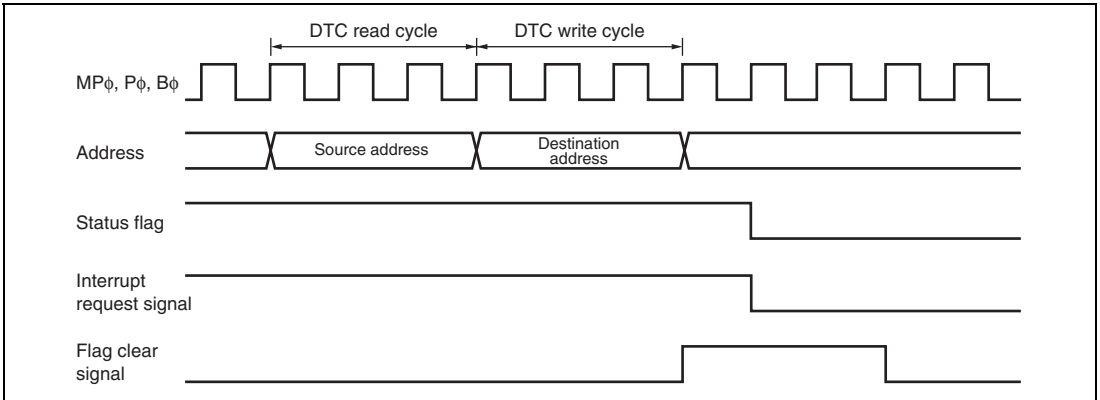 DTC read cycle DTC write cycle
MPφ, Pφ, Bφ
Address
Source address
Destination
address
Status flag
Interrupt
request signal
Flag clear
signal